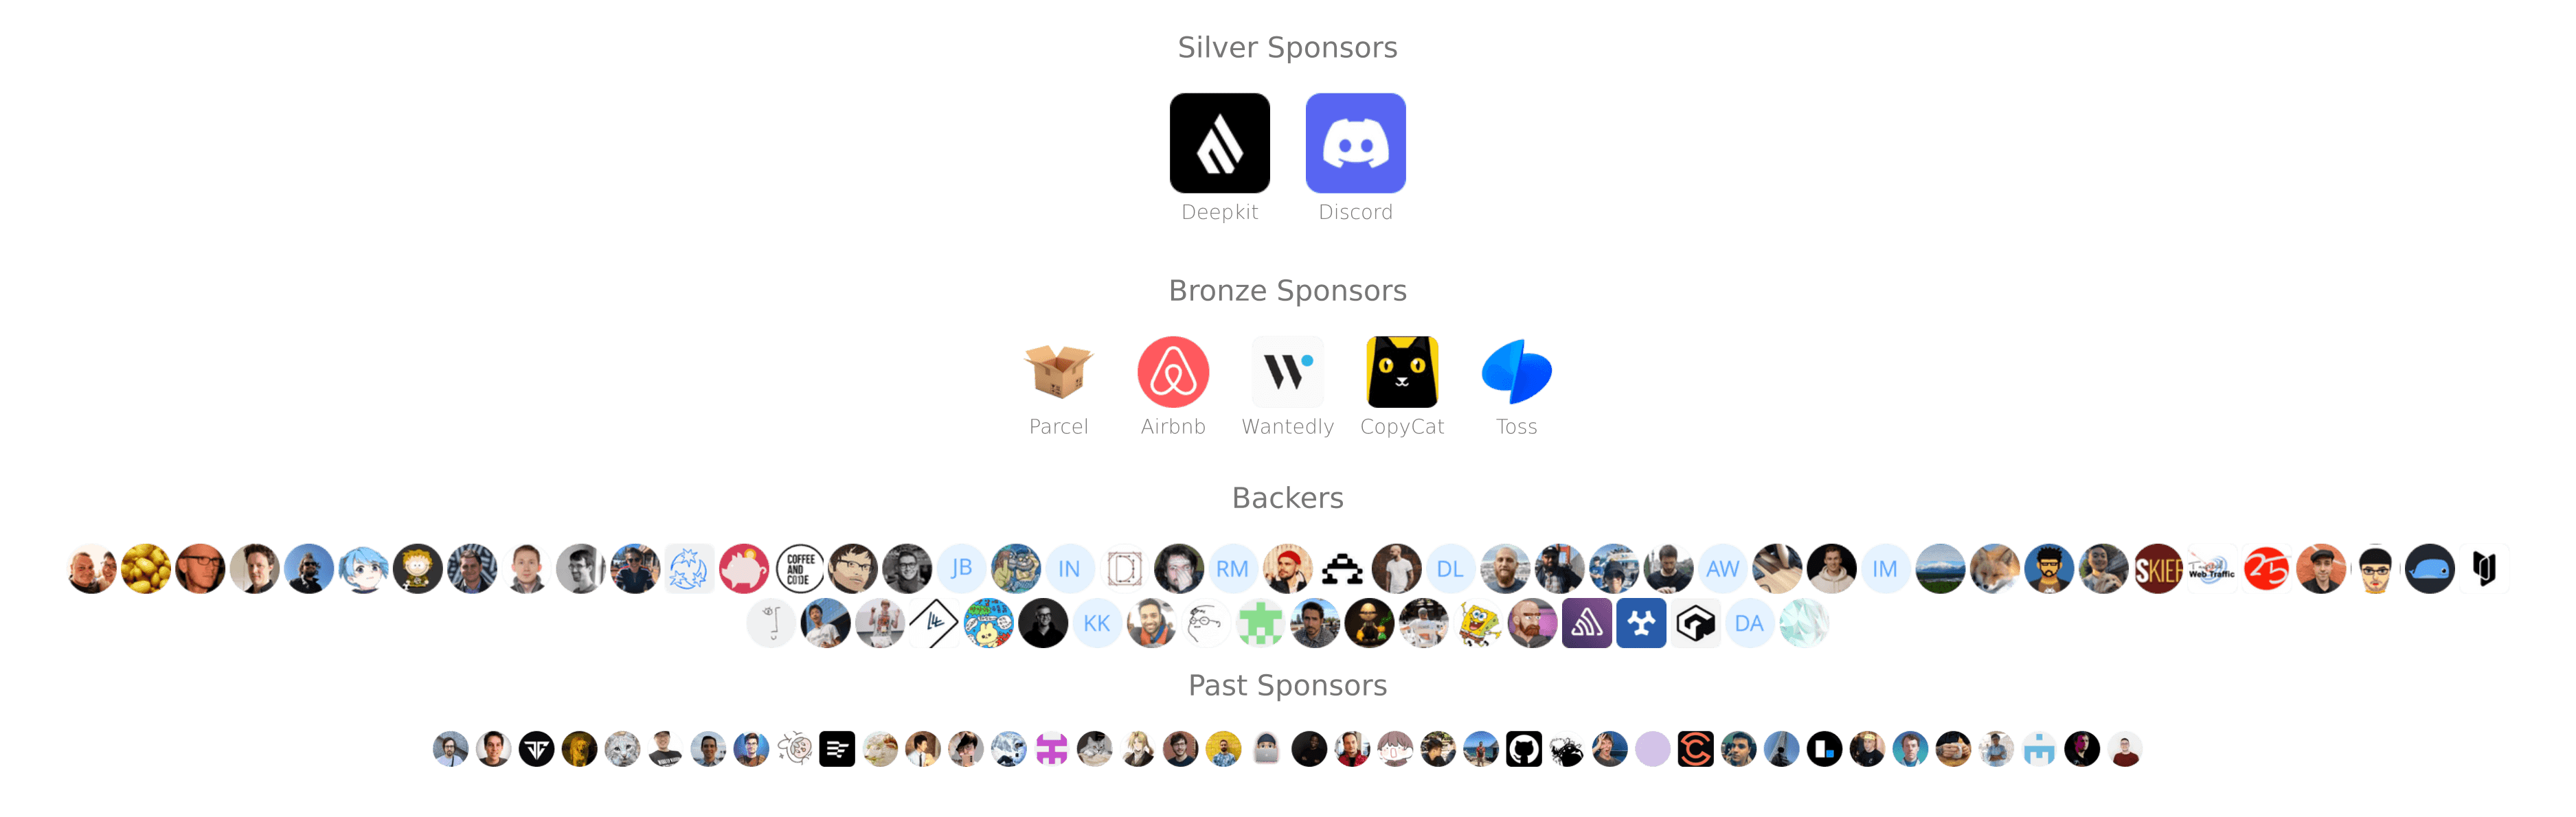 Silver Sponsors
Deepkit Discord
Bronze Sponsors
Parcel Airbnb Wantedly CopyCat Toss
Backers
COFFEE AND CODE JB IN D RM DL AW IM SKIEF Web Traffic 25
KK DA
Past Sponsors